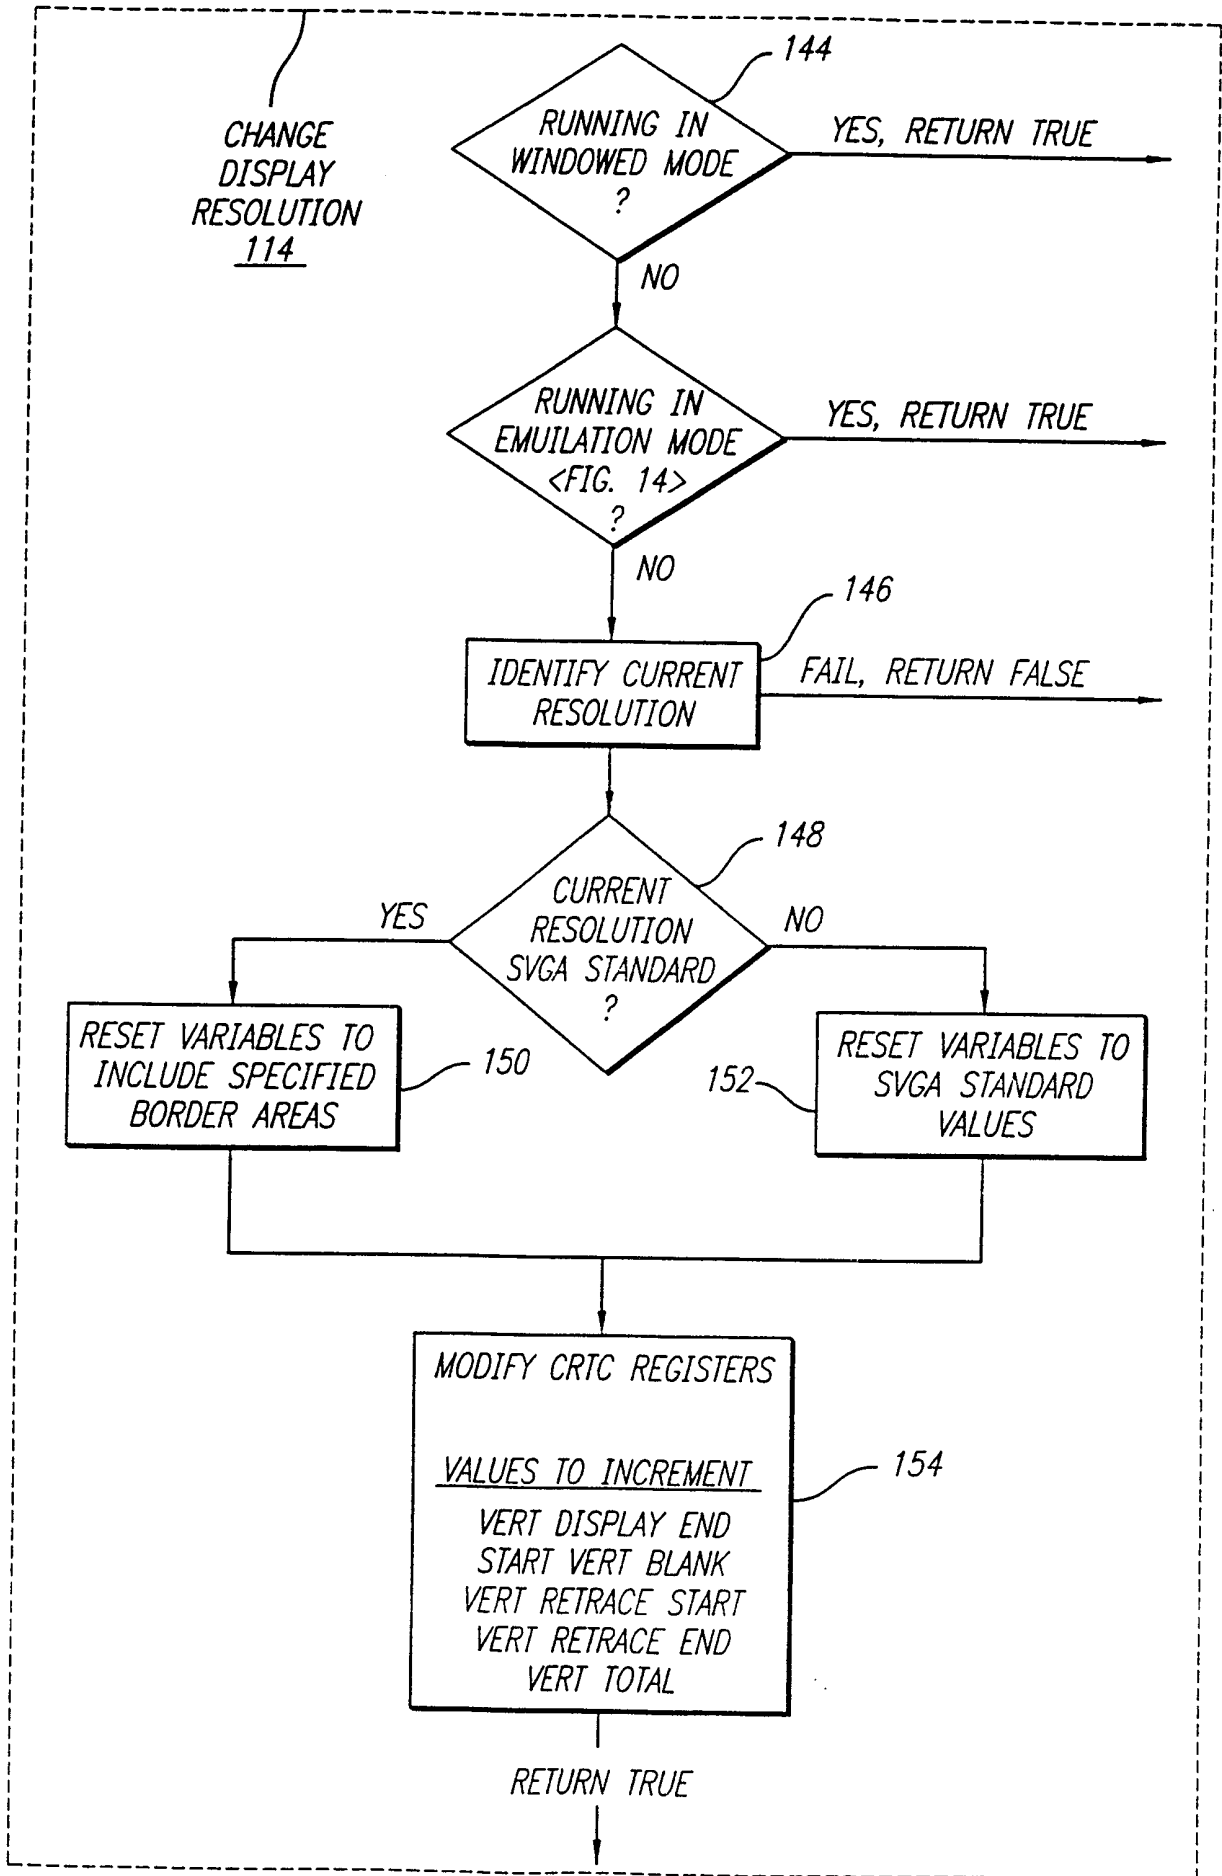 CHANGE
DISPLAY
RESOLUTION
114
144
RUNNING IN
WINDOWED MODE
?
YES, RETURN TRUE
NO
RUNNING IN
EMUILATION MODE
<FIG. 14>
?
YES, RETURN TRUE
NO
146
IDENTIFY CURRENT
RESOLUTION
FAIL, RETURN FALSE
148
CURRENT
RESOLUTION
SVGA STANDARD
?
YES
NO
RESET VARIABLES TO
INCLUDE SPECIFIED
BORDER AREAS
150
152
RESET VARIABLES TO
SVGA STANDARD
VALUES
MODIFY CRTC REGISTERS
VALUES TO INCREMENT
VERT DISPLAY END
START VERT BLANK
VERT RETRACE START
VERT RETRACE END
VERT TOTAL
154
RETURN TRUE